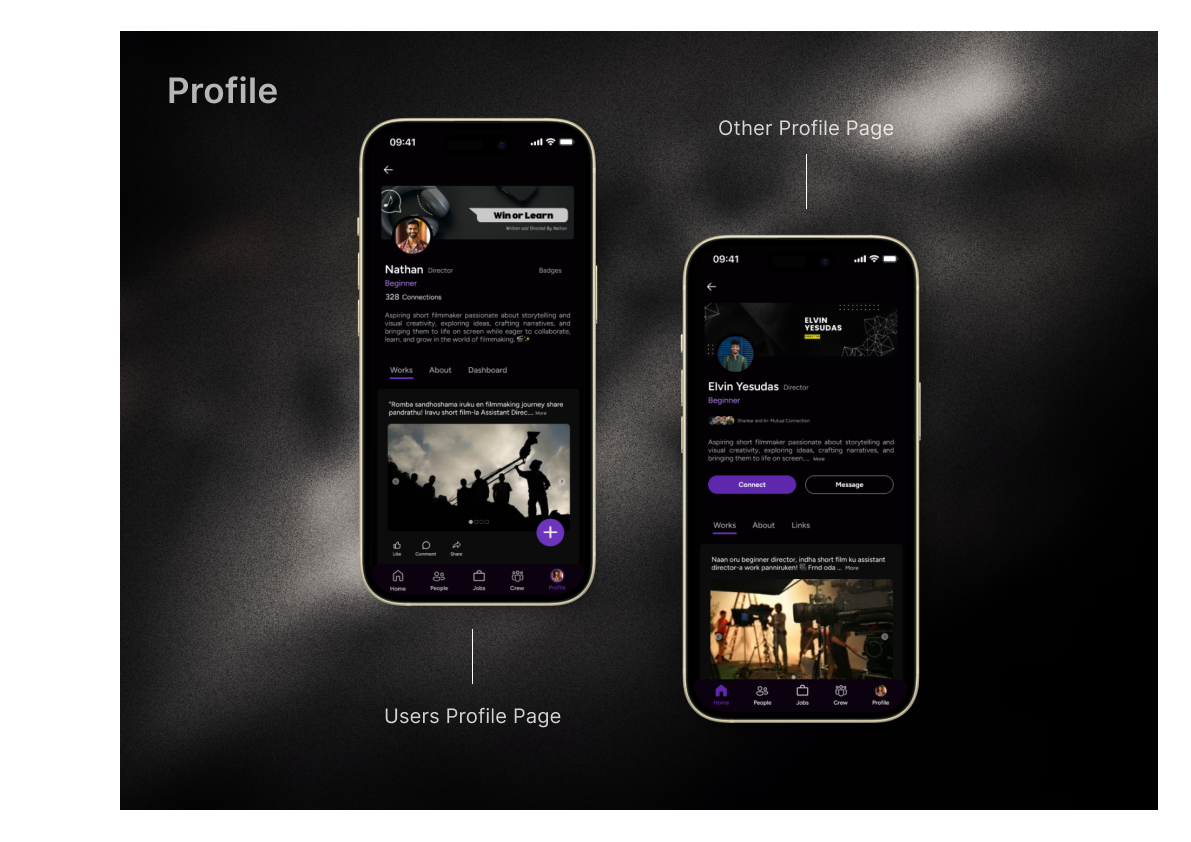 Profile
09:41
Win or Learn
Written and Directed By Nathan
Nathan Director
Badges
Beginner
328 Connections
Aspiring short filmmaker passionate about storytelling and
visual creativity, exploring ideas, crafting narratives, and
bringing them to life on screen while eager to collaborate,
learn, and grow in the world of filmmaking. 🎬✨
Works About Dashboard
"Romba sandhoshama iruku en filmmaking journey share
pandrathu! Iravu short film-la Assistant Direc.... More
Like Comment Share
Home People Jobs Crew Profile
Users Profile Page
Other Profile Page
09:41
ELVIN
YESUDAS
Elvin Yesudas Director
Beginner
Shankar and 6+ Mutual Connection
Aspiring short filmmaker passionate about storytelling and
visual creativity, exploring ideas, crafting narratives, and
bringing them to life on screen.... More
Connect Message
Works About Links
Naan oru beginner director, indha short film ku assistant
director-a work panniruken! 🎬 Frnd oda ... More
Home People Jobs Crew Profile